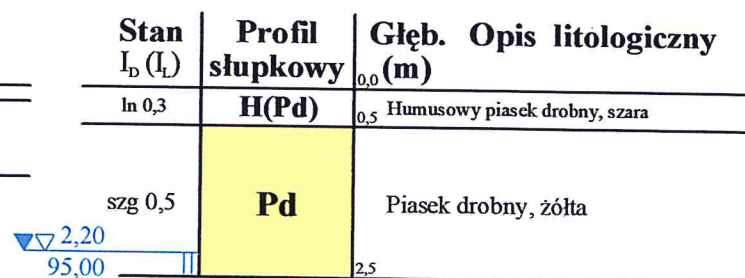 Stan Profil Głęb. Opis litologiczny
I_D (I_L) słupkowy 0,0 (m)
ln 0,3 H(Pd) 0,5 Humusowy piasek drobny, szara
szg 0,5 Pd Piasek drobny, żółta
2,20
95,00 II 2,5